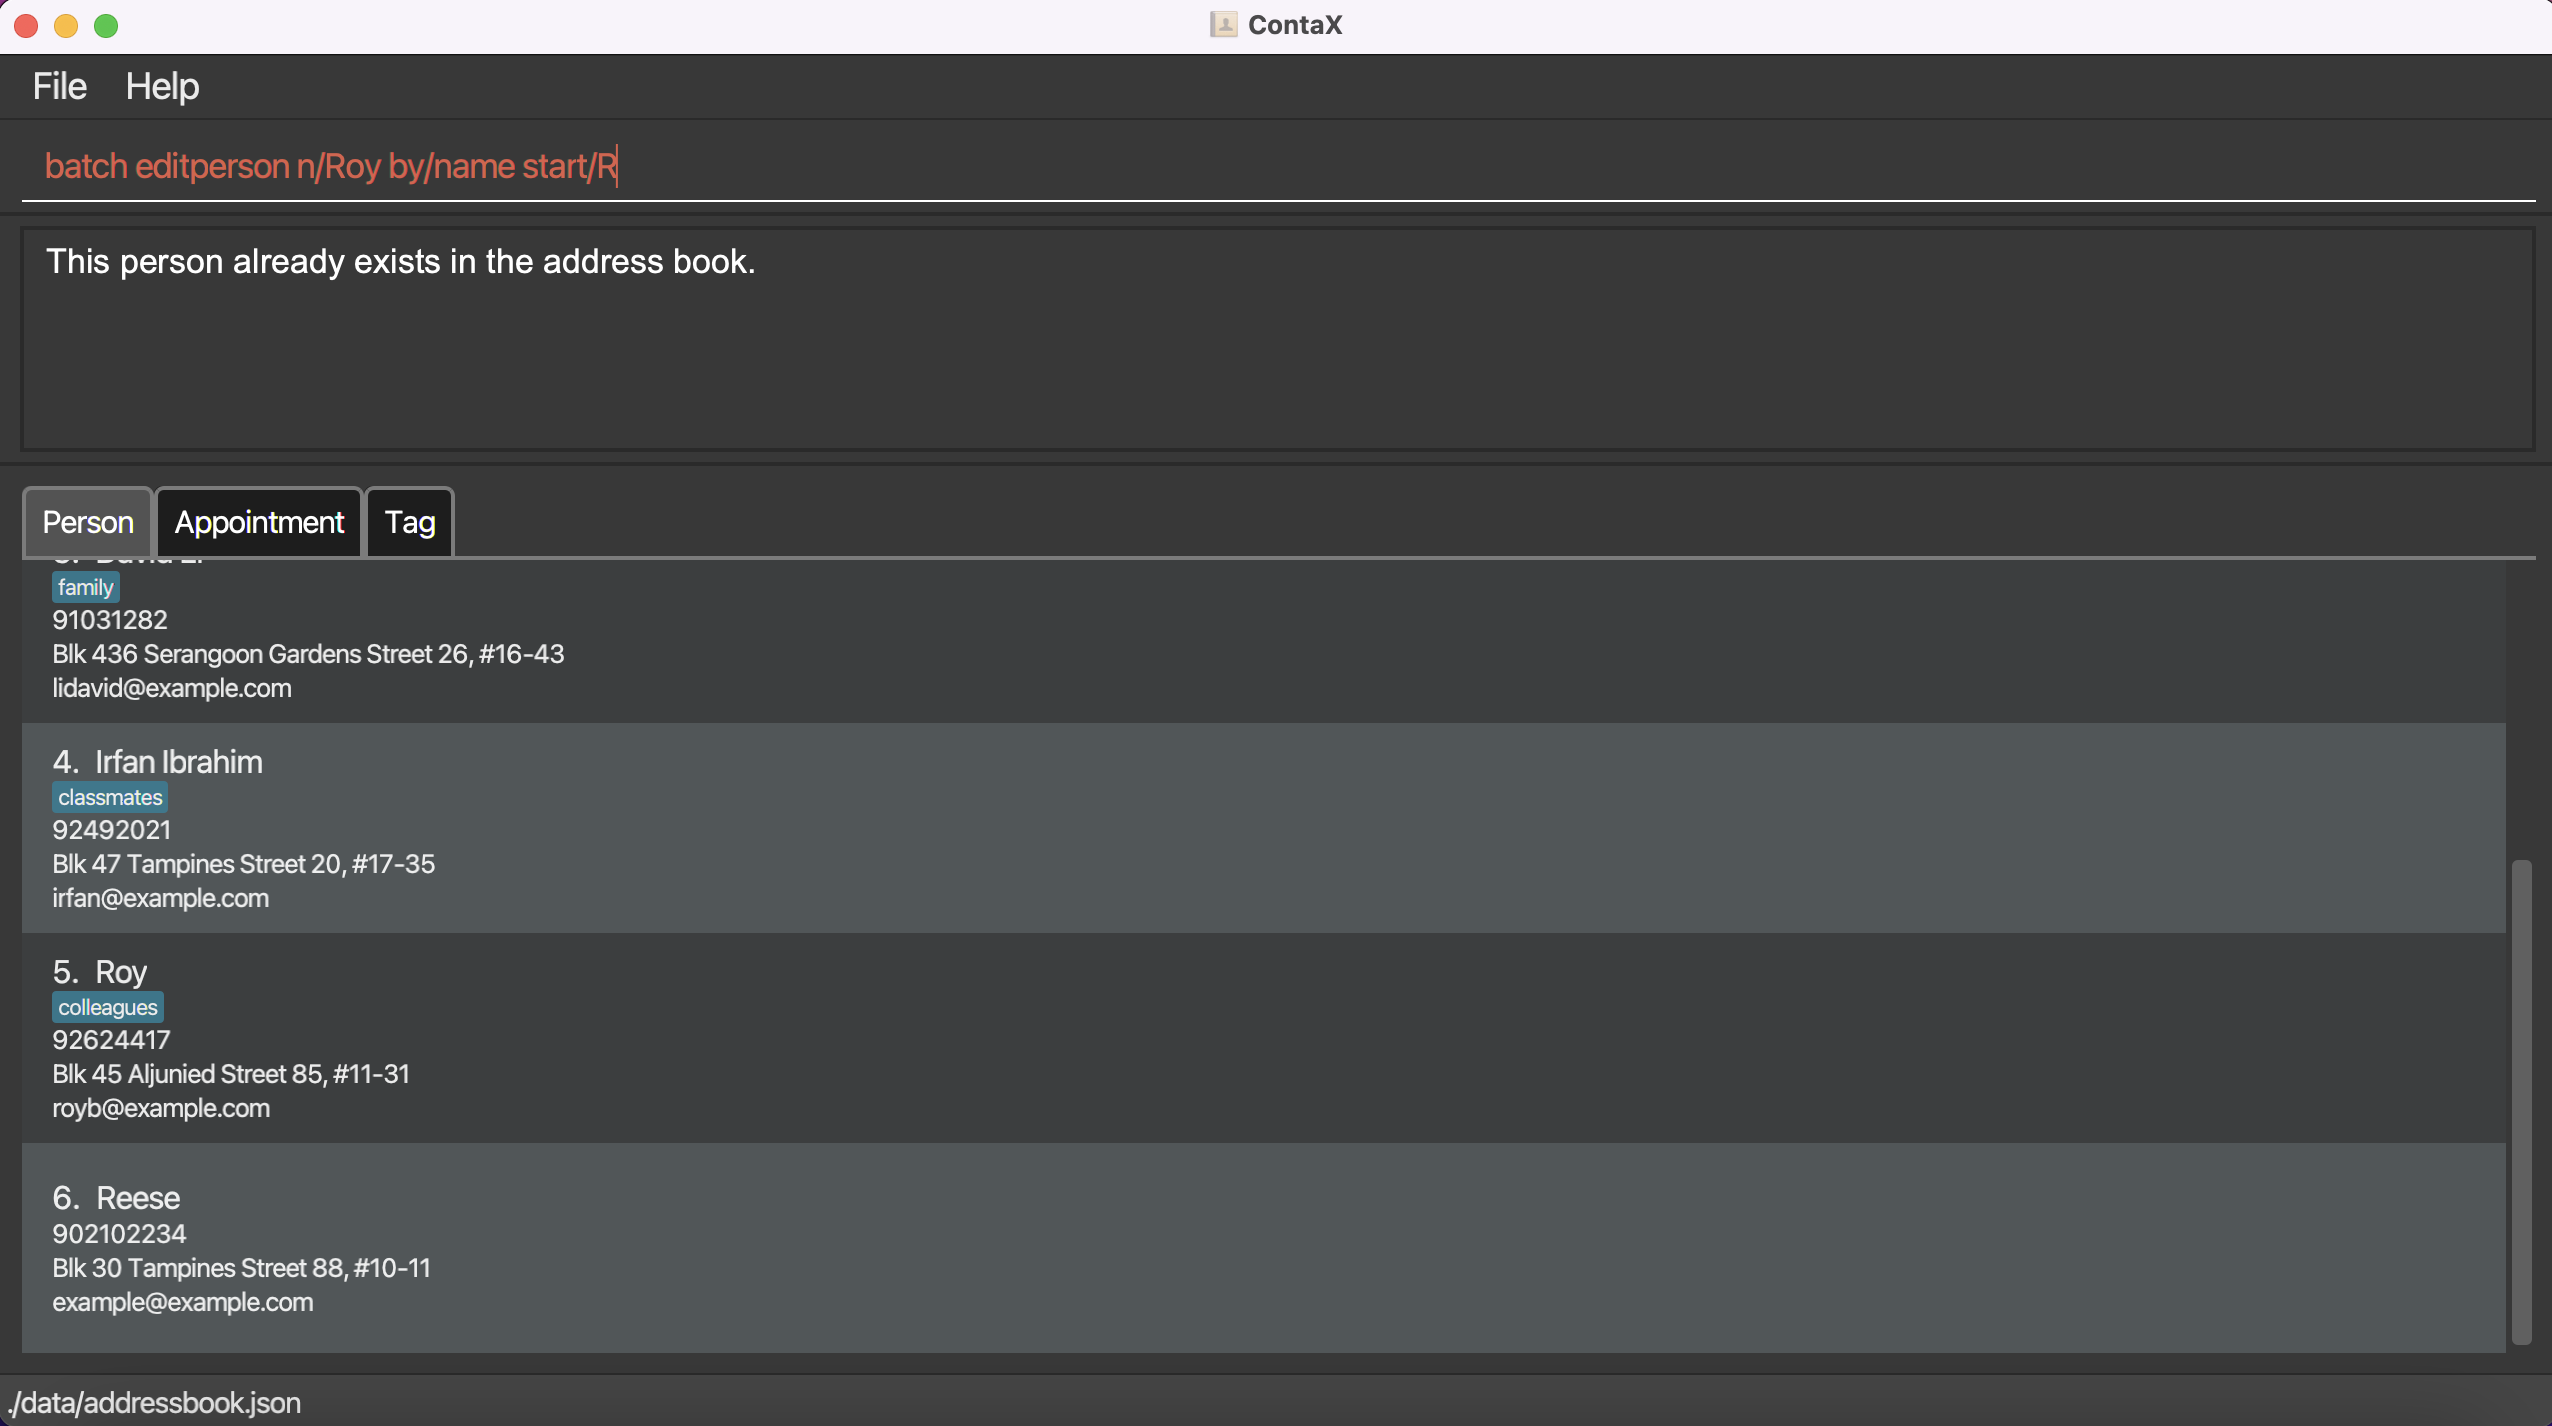 ContaX
File Help
batch editperson n/Roy by/name start/R
This person already exists in the address book.
Person Appointment Tag
family
91031282
Blk 436 Serangoon Gardens Street 26, #16-43
lidavid@example.com
4. Irfan Ibrahim
classmates
92492021
Blk 47 Tampines Street 20, #17-35
irfan@example.com
5. Roy
colleagues
92624417
Blk 45 Aljunied Street 85, #11-31
royb@example.com
6. Reese
902102234
Blk 30 Tampines Street 88, #10-11
example@example.com
./data/addressbook.json